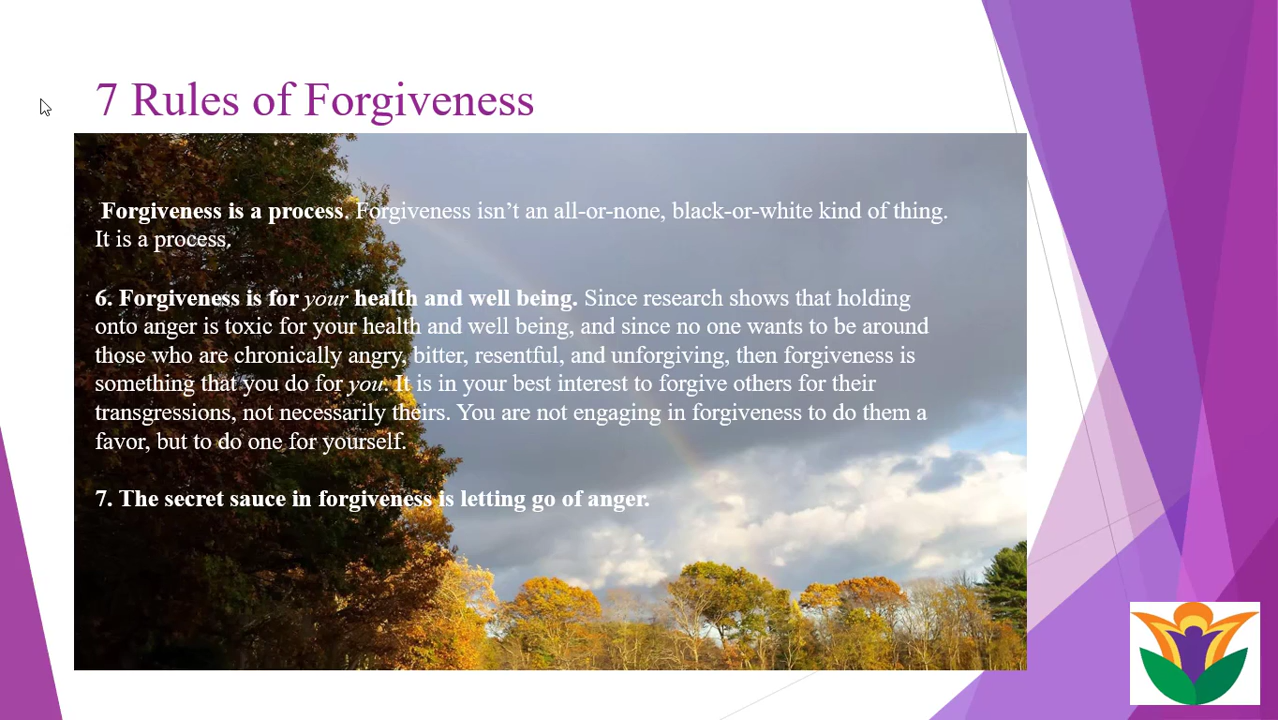 7 Rules of Forgiveness
Forgiveness is a process. Forgiveness isn’t an all-or-none, black-or-white kind of thing.
It is a process.
6. Forgiveness is for your health and well being. Since research shows that holding
onto anger is toxic for your health and well being, and since no one wants to be around
those who are chronically angry, bitter, resentful, and unforgiving, then forgiveness is
something that you do for you. It is in your best interest to forgive others for their
transgressions, not necessarily theirs. You are not engaging in forgiveness to do them a
favor, but to do one for yourself.
7. The secret sauce in forgiveness is letting go of anger.